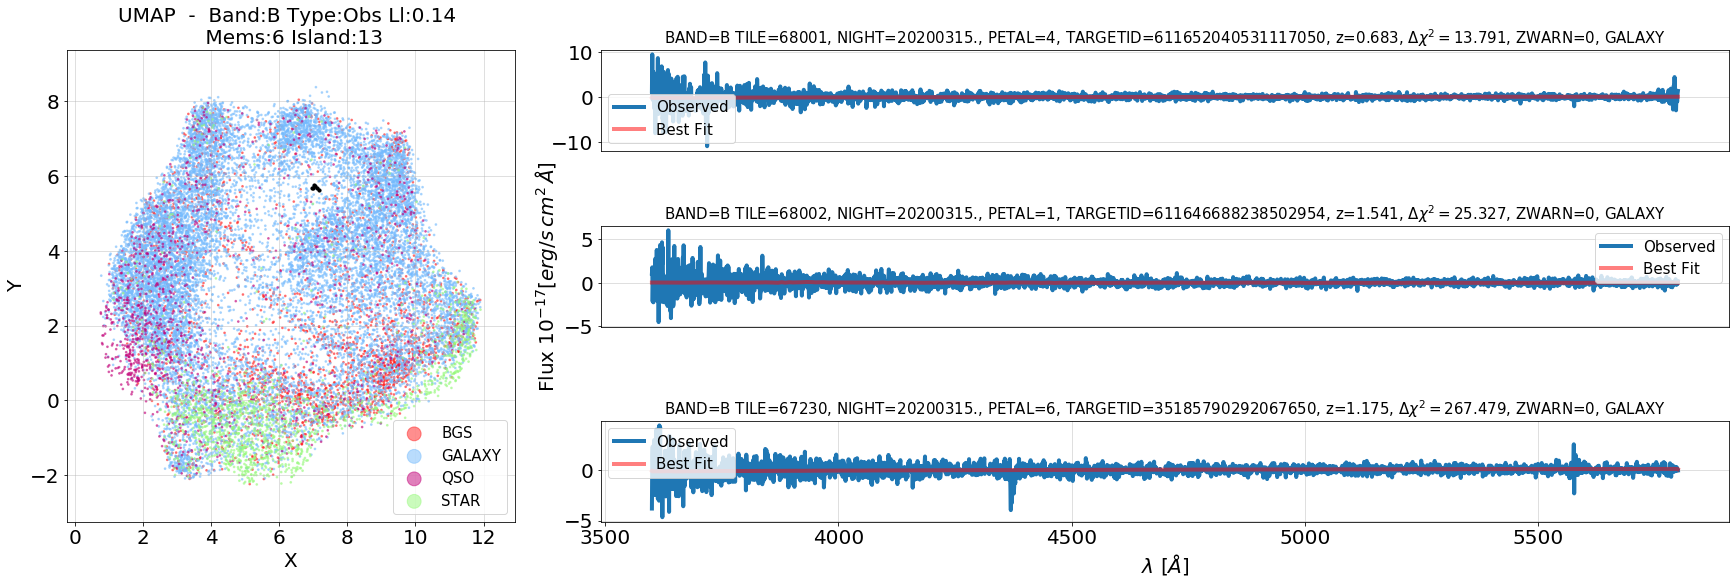 UMAP - Band:B Type:Obs Ll:0.14
Mems:6 Island:13
8
6
4
2
0
−2
Y
0 2 4 6 8 10 12
X
BGS
GALAXY
QSO
STAR
BAND=B TILE=68001, NIGHT=20200315., PETAL=4, TARGETID=611652040531117050, z=0.683, Δχ² = 13.791, ZWARN=0, GALAXY
10
0
−10
Observed
Best Fit
BAND=B TILE=68002, NIGHT=20200315., PETAL=1, TARGETID=611646688238502954, z=1.541, Δχ² = 25.327, ZWARN=0, GALAXY
5
0
−5
Observed
Best Fit
Flux 10⁻¹⁷[erg/s cm² Å]
BAND=B TILE=67230, NIGHT=20200315., PETAL=6, TARGETID=35185790292067650, z=1.175, Δχ² = 267.479, ZWARN=0, GALAXY
0
−5
Observed
Best Fit
3500 4000 4500 5000 5500
λ [Å]